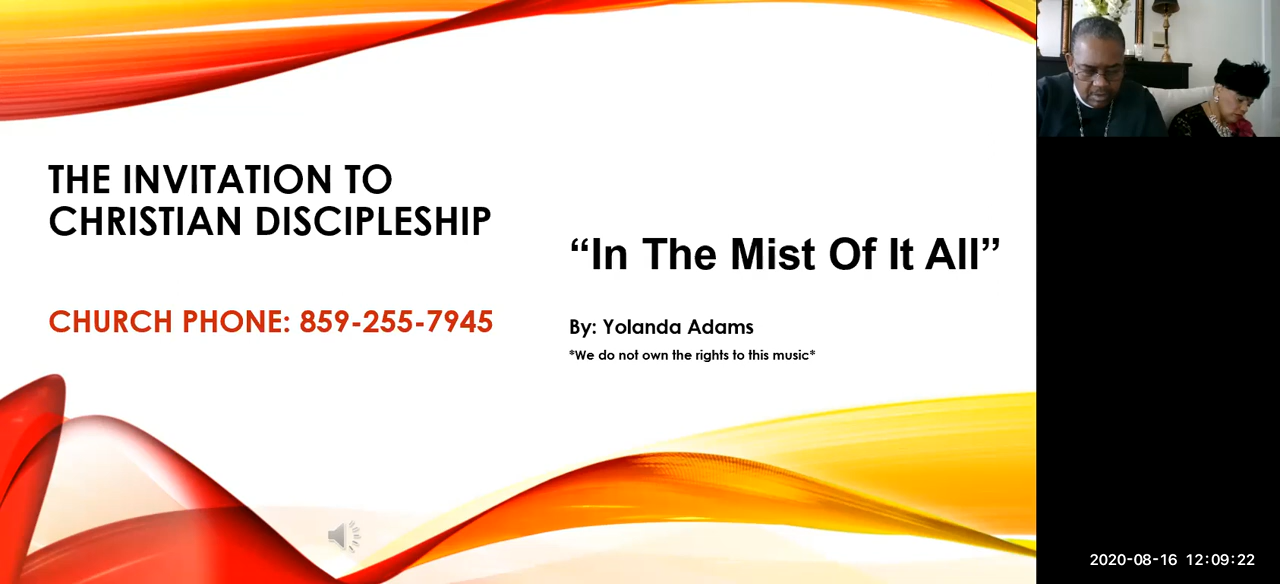 THE INVITATION TO
CHRISTIAN DISCIPLESHIP
CHURCH PHONE: 859-255-7945
“In The Mist Of It All”
By: Yolanda Adams
*We do not own the rights to this music*
2020-08-16 12:09:22